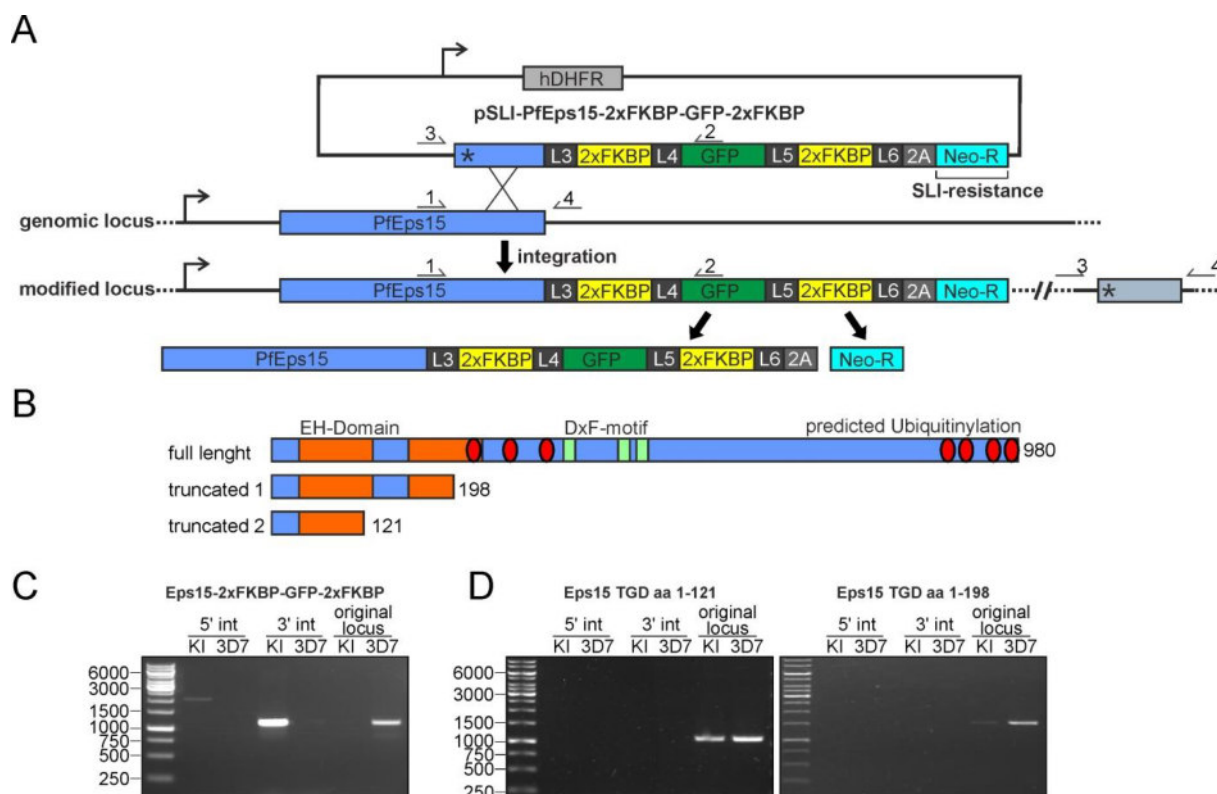 A
hDHFR
pSLI-PfEps15-2xFKBP-GFP-2xFKBP
3 2
* L3 2xFKBP L4 GFP L5 2xFKBP L6 2A Neo-R
SLI-resistance
1 4
genomic locus PfEps15
integration
1 2 3 4
modified locus PfEps15 L3 2xFKBP L4 GFP L5 2xFKBP L6 2A Neo-R // *
PfEps15 L3 2xFKBP L4 GFP L5 2xFKBP L6 2A Neo-R
B
EH-Domain DxF-motif predicted Ubiquitinylation
full lenght 980
truncated 1 198
truncated 2 121
C
Eps15-2xFKBP-GFP-2xFKBP
5' int 3' int original locus
KI 3D7 KI 3D7 KI 3D7
6000
3000
1500
1000
750
500
250
D
Eps15 TGD aa 1-121
5' int 3' int original locus
KI 3D7 KI 3D7 KI 3D7
6000
3000
1500
1000
750
500
250
Eps15 TGD aa 1-198
5' int 3' int original locus
KI 3D7 KI 3D7 KI 3D7